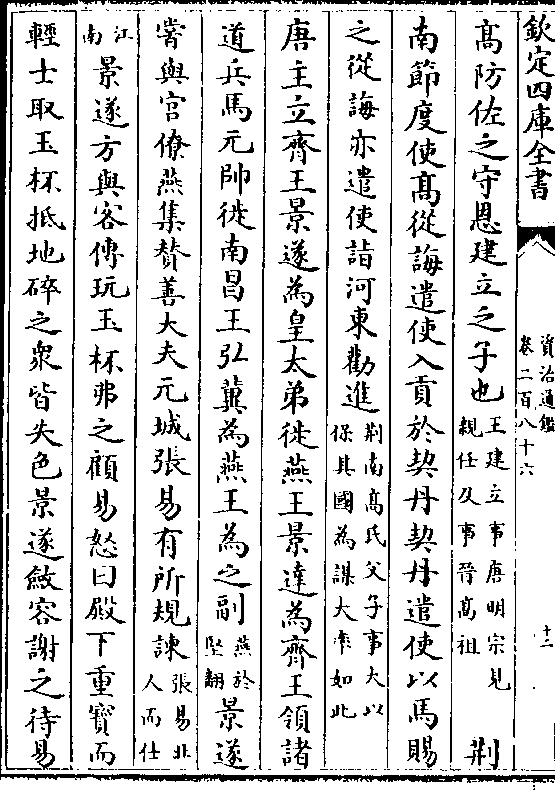 欽定四庫全書
資治通鑑
卷二百八十六
十二
高防佐之守恩建立之子也王建立事唐明宗見
親任及事晉高祖荆
南節度使高從誨遣使入貢於契丹契丹遣使以馬賜
之從誨亦遣使詣河東勸進荆南高氏父子事大以
保其國為謀大率如此
唐主立齊王景遂為皇太弟徙燕王景達為齊王領諸
道兵馬元帥徙南昌王弘冀為燕王為之副燕於
堅翻景遂
嘗與官僚燕集贊善大夫元城張易有所規諫張易北
人而仕
江
南景遂方與客傳玩玉杯弗之顧易怒曰殿下重寶而
輕士取玉杯抵地碎之衆皆失色景遂斂容謝之待易